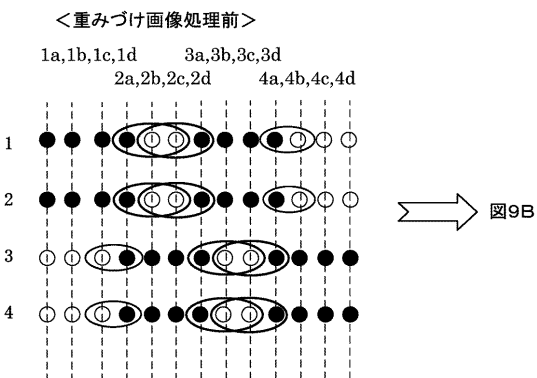 ＜重みづけ画像処理前＞
1a,1b,1c,1d
3a,3b,3c,3d
2a,2b,2c,2d
4a,4b,4c,4d
1
2
図9B
3
4